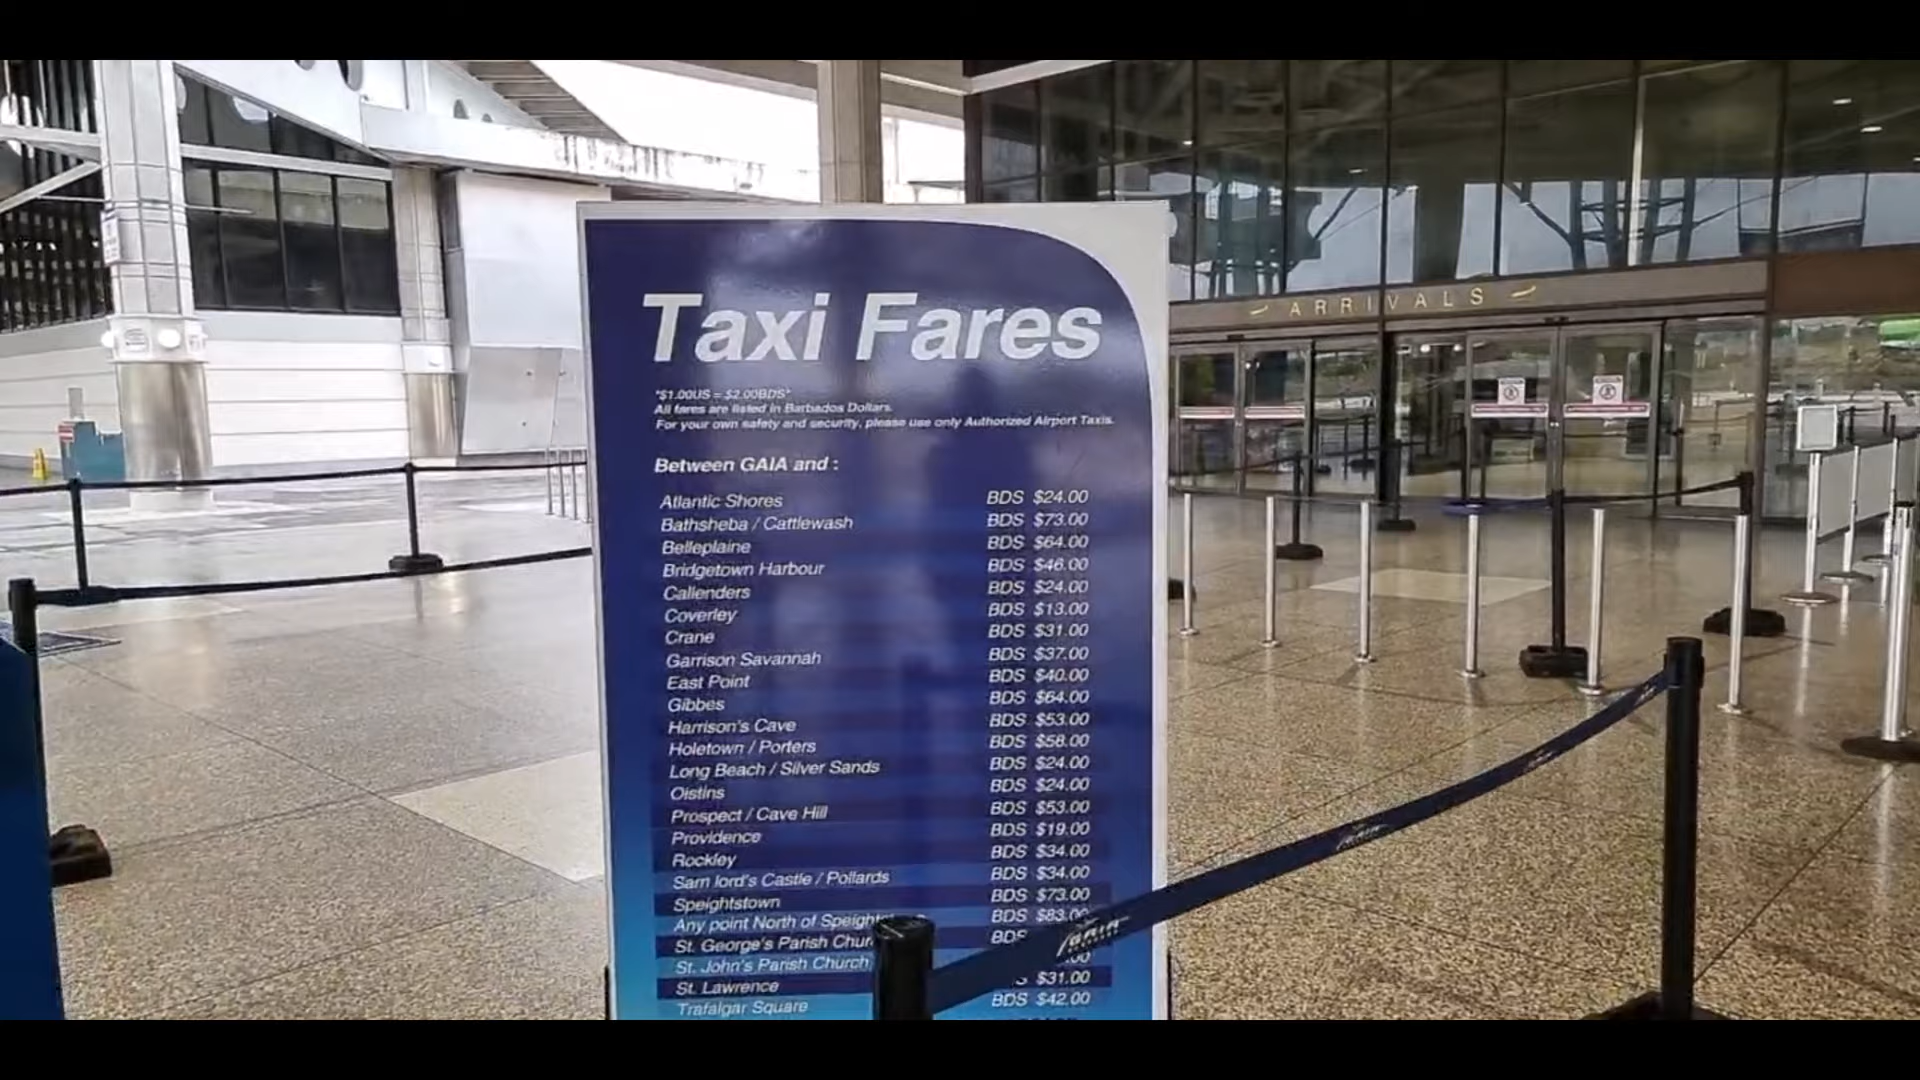 Taxi Fares
ARRIVALS
*$1.00US = $2.00BDS*
All fares are listed in Barbados Dollars.
For your own safety and security, please use only Authorized Airport Taxis.
Between GAIA and :
Atlantic Shores BDS $24.00
Bathsheba / Cattlewash BDS $73.00
Belleplaine BDS $64.00
Bridgetown Harbour BDS $46.00
Callenders BDS $24.00
Coverley BDS $13.00
Crane BDS $31.00
Garrison Savannah BDS $37.00
East Point BDS $40.00
Gibbes BDS $64.00
Harrison's Cave BDS $53.00
Holetown / Porters BDS $58.00
Long Beach / Silver Sands BDS $24.00
Oistins BDS $24.00
Prospect / Cave Hill BDS $53.00
Providence BDS $19.00
Rockley BDS $34.00
Sam lord's Castle / Pollards BDS $34.00
Speightstown BDS $73.00
Any point North of BDS $83.00
St. George's Parish BDS
St. John's Parish Church
St. Lawrence $31.00
Trafalgar Square BDS $42.00